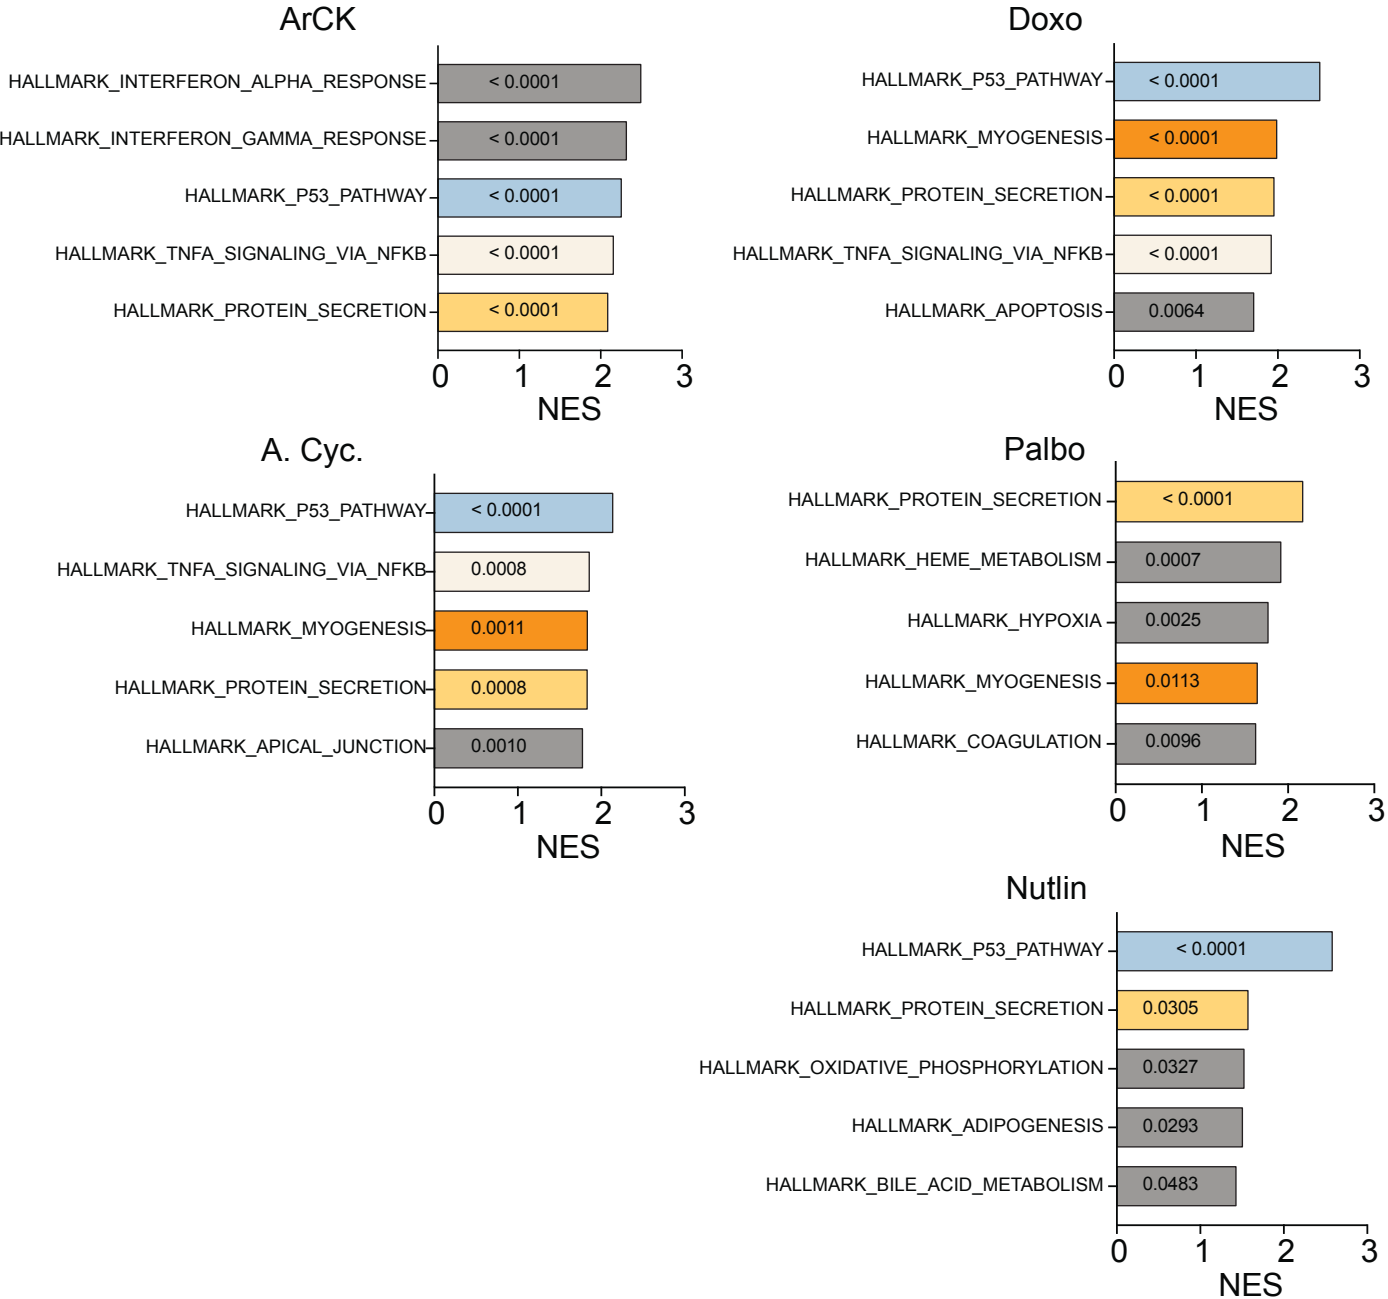 ArCK
HALLMARK_INTERFERON_ALPHA_RESPONSE < 0.0001
HALLMARK_INTERFERON_GAMMA_RESPONSE < 0.0001
HALLMARK_P53_PATHWAY < 0.0001
HALLMARK_TNFA_SIGNALING_VIA_NFKB < 0.0001
HALLMARK_PROTEIN_SECRETION < 0.0001
0 1 2 3
NES
Doxo
HALLMARK_P53_PATHWAY < 0.0001
HALLMARK_MYOGENESIS < 0.0001
HALLMARK_PROTEIN_SECRETION < 0.0001
HALLMARK_TNFA_SIGNALING_VIA_NFKB < 0.0001
HALLMARK_APOPTOSIS 0.0064
0 1 2 3
NES
A. Cyc.
HALLMARK_P53_PATHWAY < 0.0001
HALLMARK_TNFA_SIGNALING_VIA_NFKB 0.0008
HALLMARK_MYOGENESIS 0.0011
HALLMARK_PROTEIN_SECRETION 0.0008
HALLMARK_APICAL_JUNCTION 0.0010
0 1 2 3
NES
Palbo
HALLMARK_PROTEIN_SECRETION < 0.0001
HALLMARK_HEME_METABOLISM 0.0007
HALLMARK_HYPOXIA 0.0025
HALLMARK_MYOGENESIS 0.0113
HALLMARK_COAGULATION 0.0096
0 1 2 3
NES
Nutlin
HALLMARK_P53_PATHWAY < 0.0001
HALLMARK_PROTEIN_SECRETION 0.0305
HALLMARK_OXIDATIVE_PHOSPHORYLATION 0.0327
HALLMARK_ADIPOGENESIS 0.0293
HALLMARK_BILE_ACID_METABOLISM 0.0483
0 1 2 3
NES